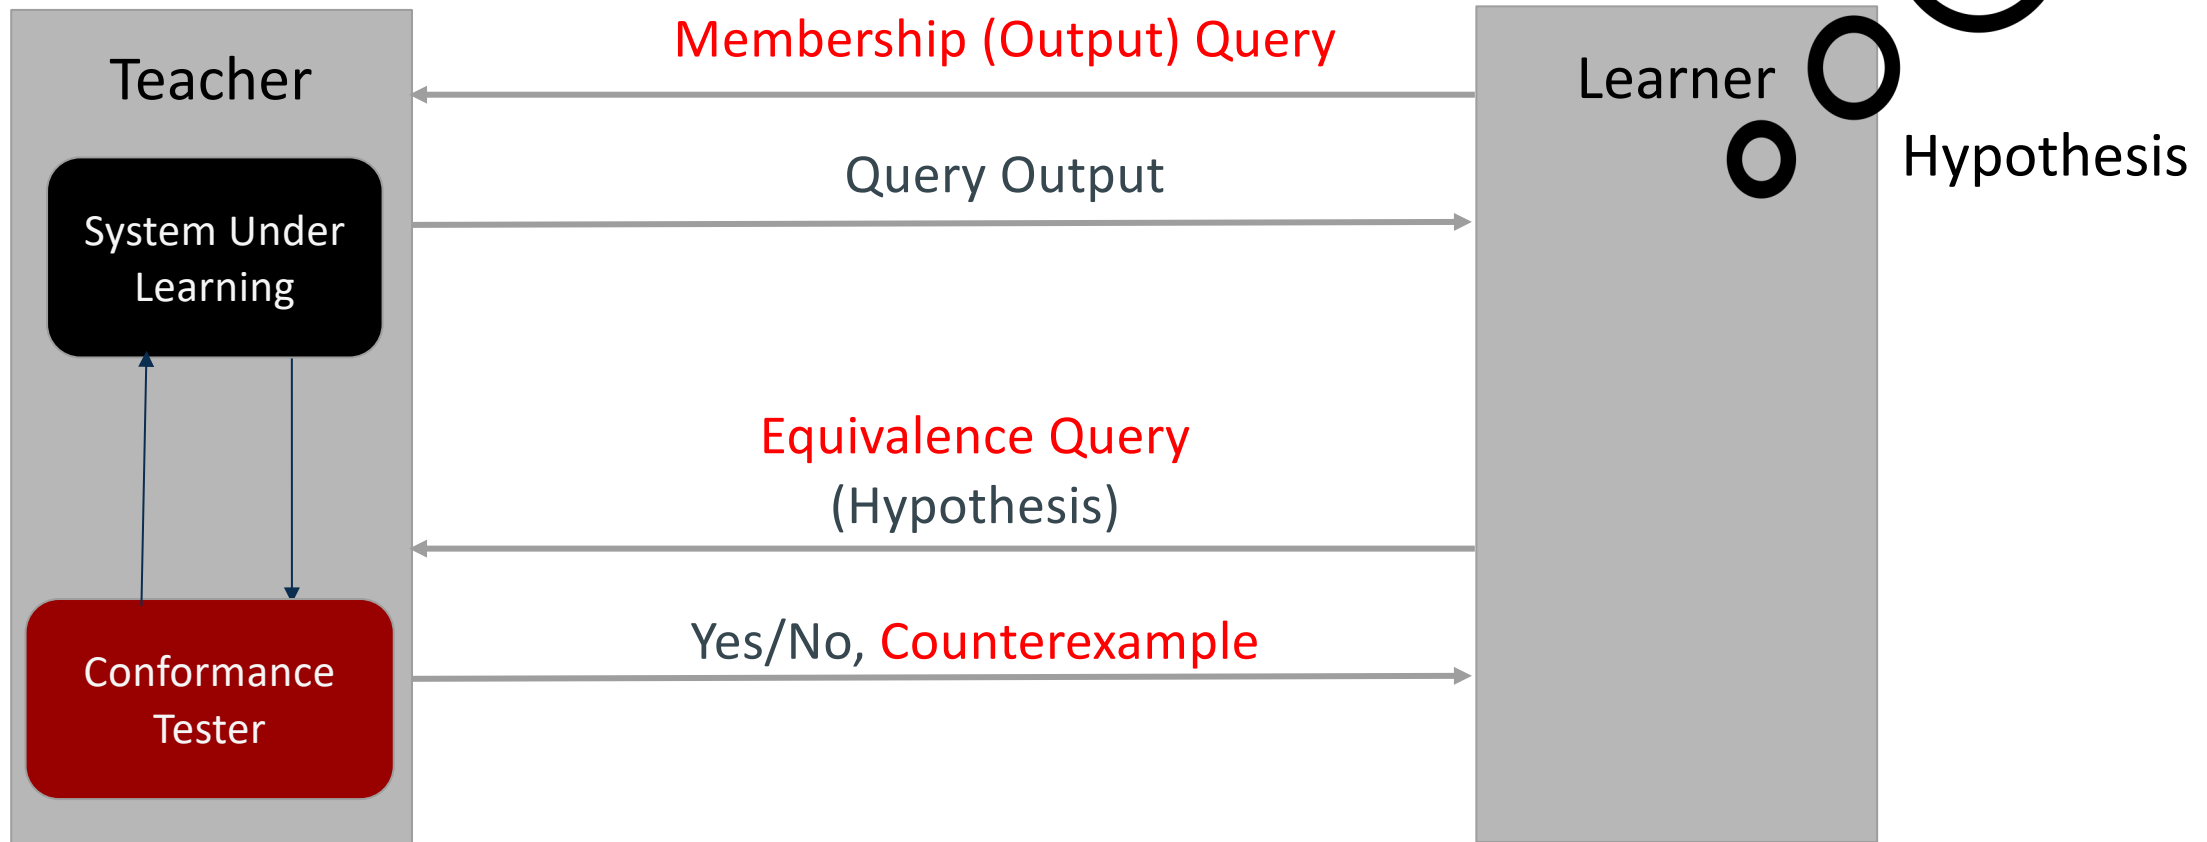 Teacher
Membership (Output) Query
Learner
Hypothesis
Query Output
System Under
Learning
Equivalence Query
(Hypothesis)
Yes/No, Counterexample
Conformance
Tester